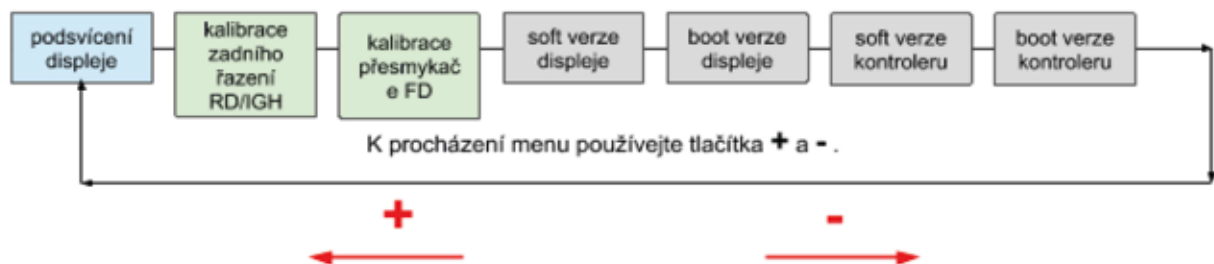 podsvícení
displeje
kalibrace
zadního
řazení
RD/IGH
kalibrace
přesmykač
e FD
soft verze
displeje
boot verze
displeje
soft verze
kontroleru
boot verze
kontroleru
K procházení menu používejte tlačítka + a - .
+
-